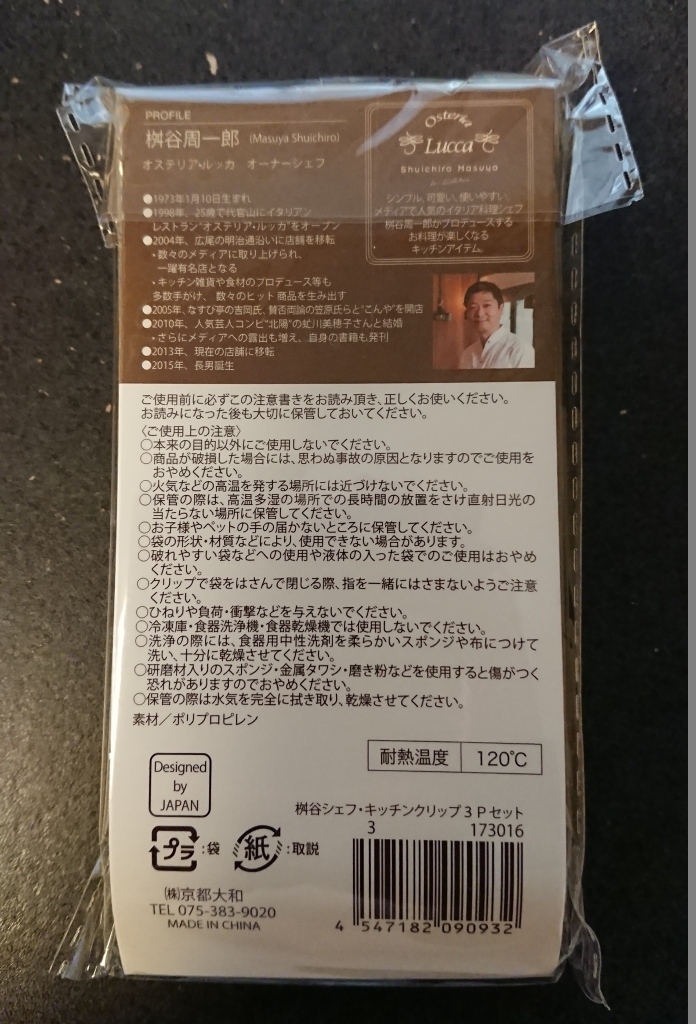 PROFILE
桝谷周一郎 (Masuya Shuichiro)
オステリア・ルッカ オーナーシェフ
●1973年1月10日生まれ
●1998年、25歳で代官山にイタリアン
レストラン“オステリア・ルッカ”をオープン
●2004年、広尾の明治通沿いに店舗を移転
・数々のメディアに取り上げられ、
一躍有名店となる
・キッチン雑貨や食材のプロデュース等も
多数手がけ、数々のヒット商品を生み出す
●2005年、なすび亭の吉岡氏、賛否両論の笠原氏らと“こんや”を開店
●2010年、人気芸人コンビ“北陽”の虻川美穂子さんと結婚
・さらにメディアへの露出も増え、自身の書籍も発刊
●2013年、現在の店舗に移転
●2015年、長男誕生
Osteria
Lucca
Shuichiro Masuya
シンプル、可愛い、使いやすい。
メディアで人気のイタリア料理シェフ
桝谷周一郎がプロデュースする
お料理が楽しくなる
キッチンアイテム。
ご使用前に必ずこの注意書きをお読み頂き、正しくお使いください。
お読みになった後も大切に保管しておいてください。
〈ご使用上の注意〉
○本来の目的以外にご使用しないでください。
○商品が破損した場合には、思わぬ事故の原因となりますのでご使用を
おやめください。
○火気などの高温を発する場所には近づけないでください。
○保管の際は、高温多湿の場所での長時間の放置をさけ直射日光の
当たらない場所に保管してください。
○お子様やペットの手の届かないところに保管してください。
○袋の形状・材質などにより、使用できない場合があります。
○破れやすい袋などへの使用や液体の入った袋でのご使用はおやめ
ください。
○クリップで袋をはさんで閉じる際、指を一緒にはさまないようご注意
ください。
○ひねりや負荷・衝撃などを与えないでください。
○冷凍庫・食器洗浄機・食器乾燥機では使用しないでください。
○洗浄の際には、食器用中性洗剤を柔らかいスポンジや布につけて
洗い、十分に乾燥させてください。
○研磨材入りのスポンジ・金属タワシ・磨き粉などを使用すると傷がつく
恐れがありますのでおやめください。
○保管の際は水気を完全に拭き取り、乾燥させてください。
素材／ポリプロピレン
耐熱温度 120℃
Designed
by
JAPAN
桝谷シェフ・キッチンクリップ3Pセット
3 173016
プラ :袋 紙 :取説
㈱京都大和
TEL 075-383-9020
MADE IN CHINA
4 547182 090932